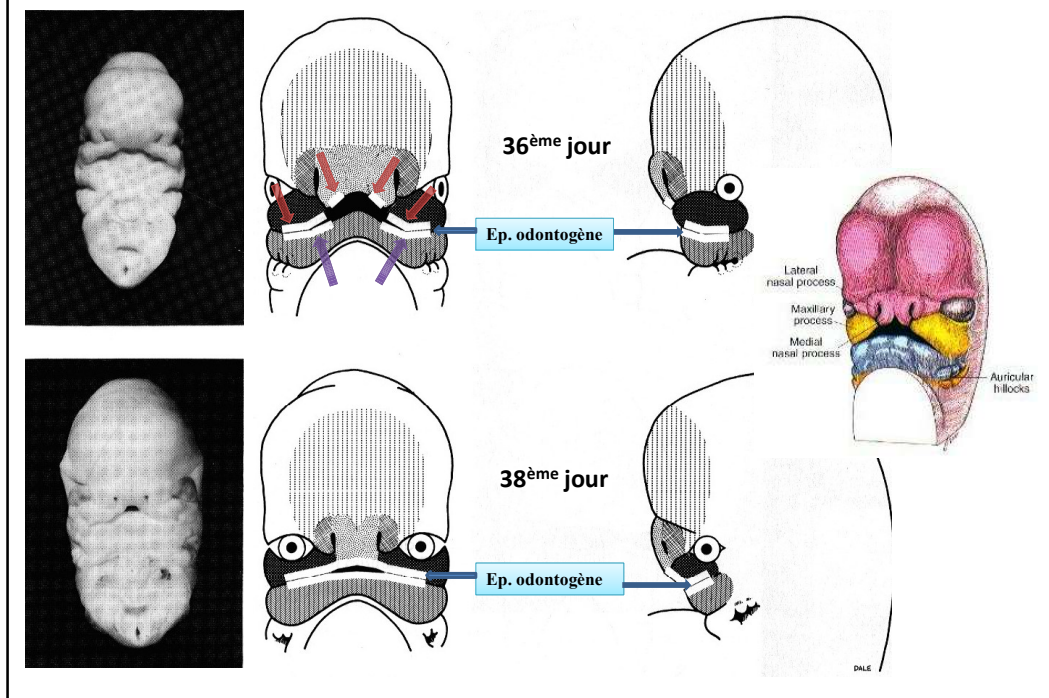 36ème jour
Ep. odontogène
Lateral
nasal process
Maxillary
process
Medial
nasal process
Auricular
hillocks
38ème jour
Ep. odontogène
DALE